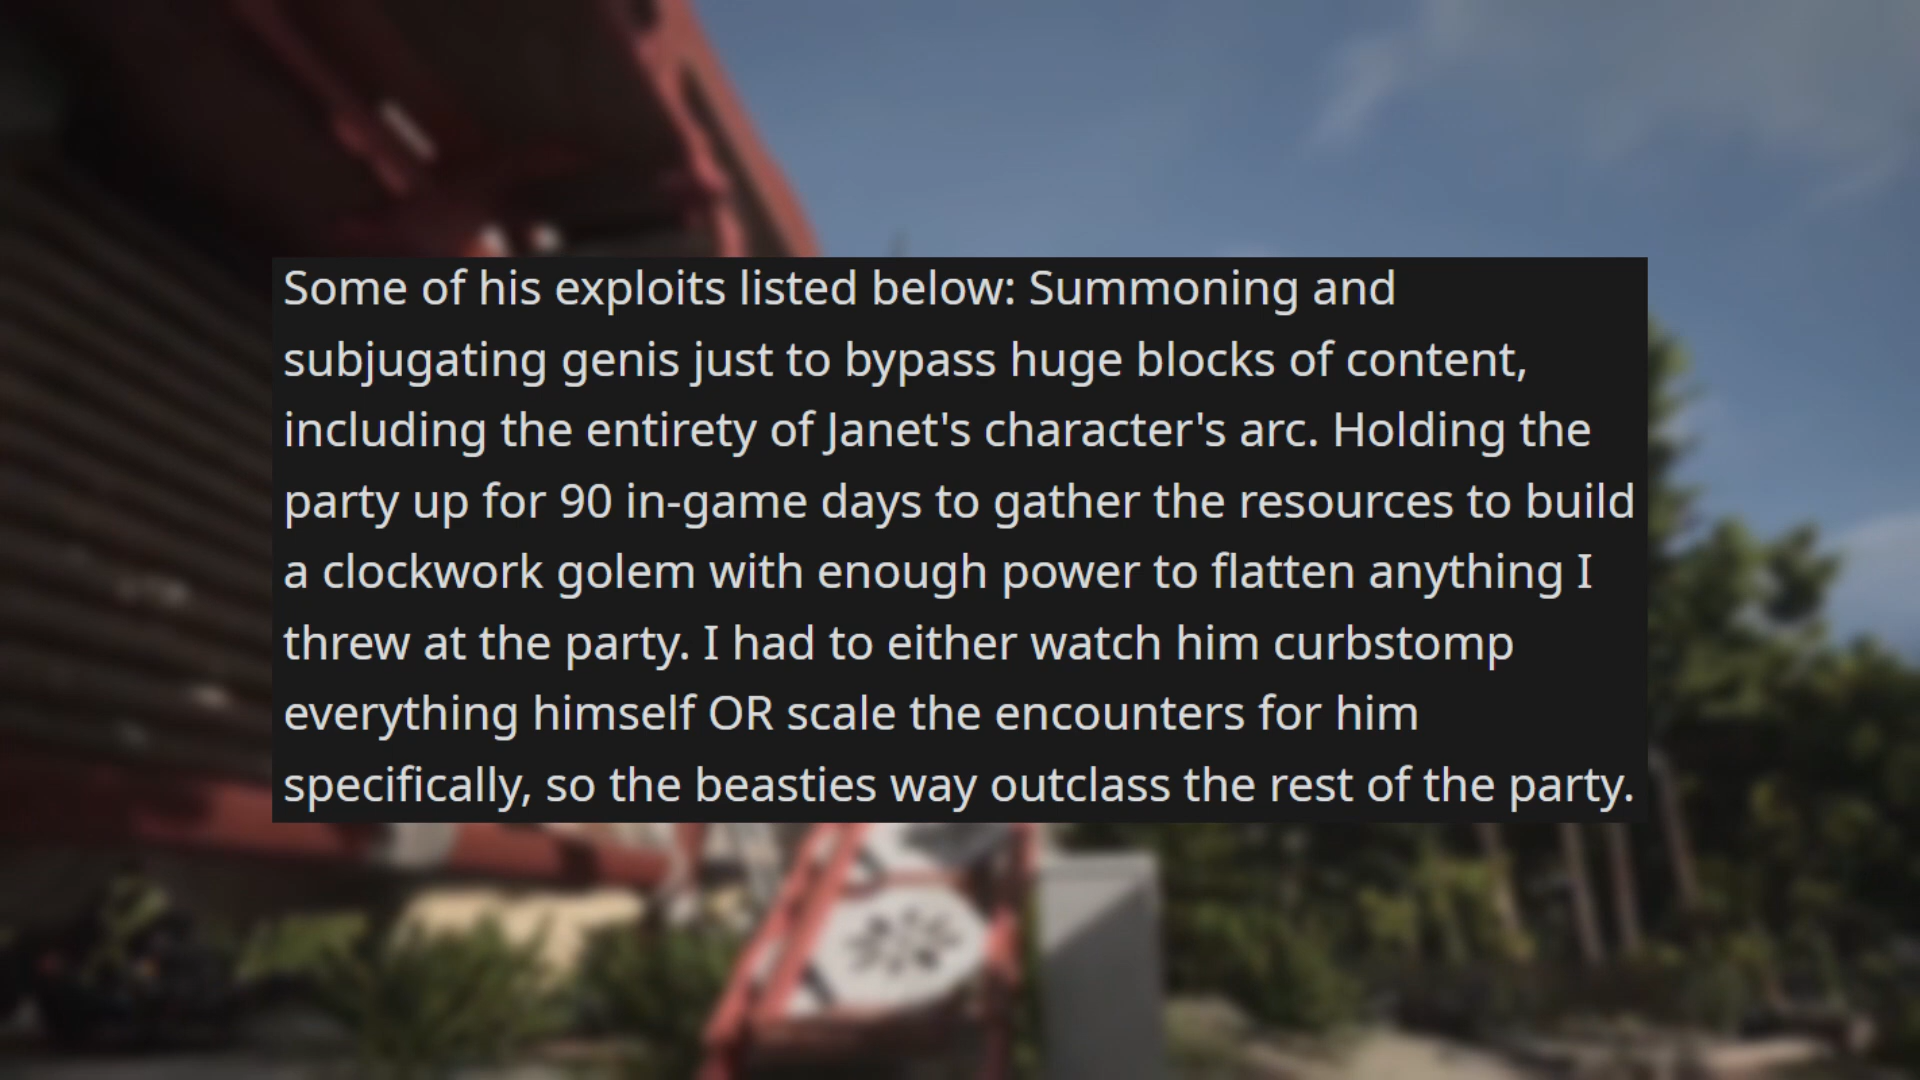 Some of his exploits listed below: Summoning and
subjugating genis just to bypass huge blocks of content,
including the entirety of Janet's character's arc. Holding the
party up for 90 in-game days to gather the resources to build
a clockwork golem with enough power to flatten anything I
threw at the party. I had to either watch him curbstomp
everything himself OR scale the encounters for him
specifically, so the beasties way outclass the rest of the party.